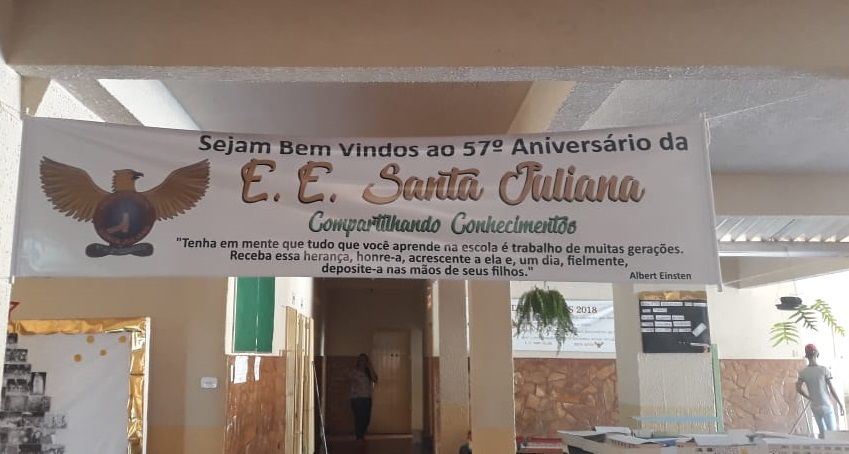 Sejam Bem Vindos ao 57º Aniversário da
E. E. Santa Juliana
Compartilhando Conhecimentos
"Tenha em mente que tudo que você aprende na escola é trabalho de muitas gerações.
Receba essa herança, honre-a, acrescente a ela e, um dia, fielmente,
deposite-a nas mãos de seus filhos."
Albert Einsten
2018